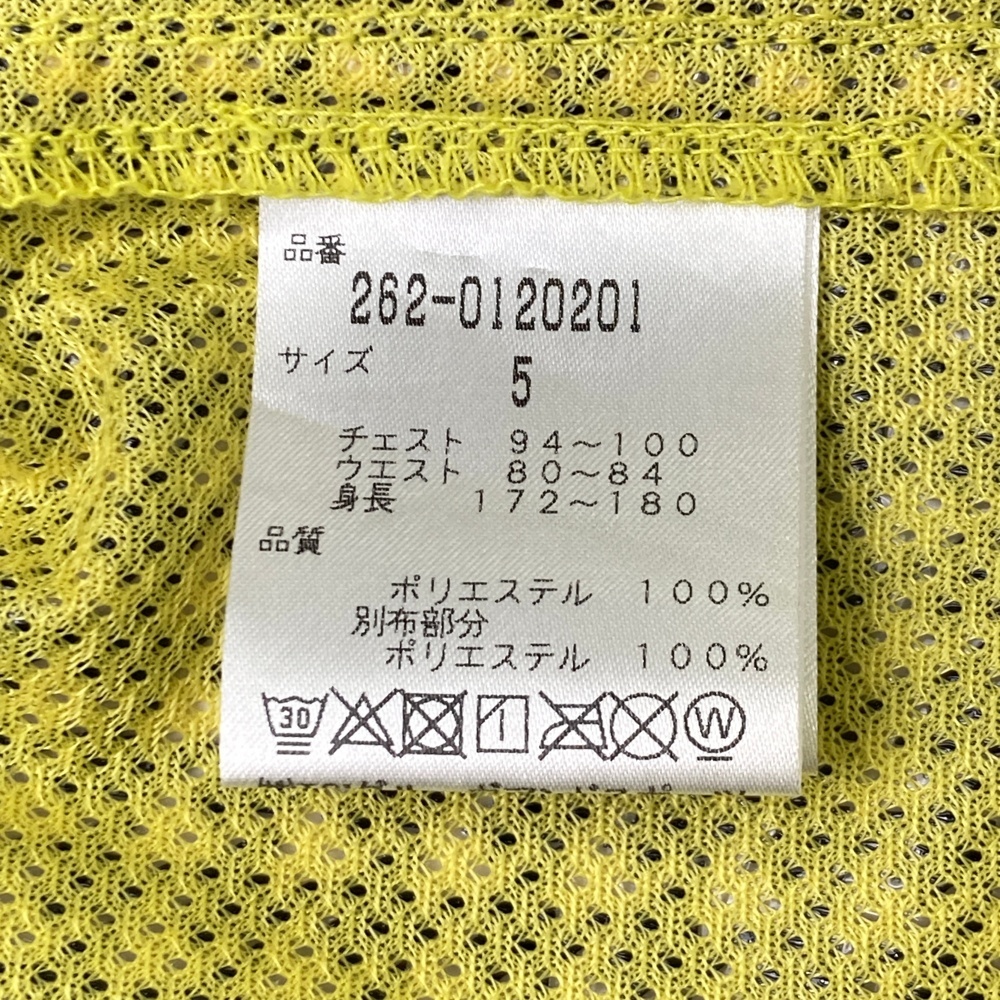 品番
262-0120201
サイズ
5
チェスト 94～100
ウエスト 80～84
身長 172～180
品質
ポリエステル 100%
別布部分
ポリエステル 100%
30 W